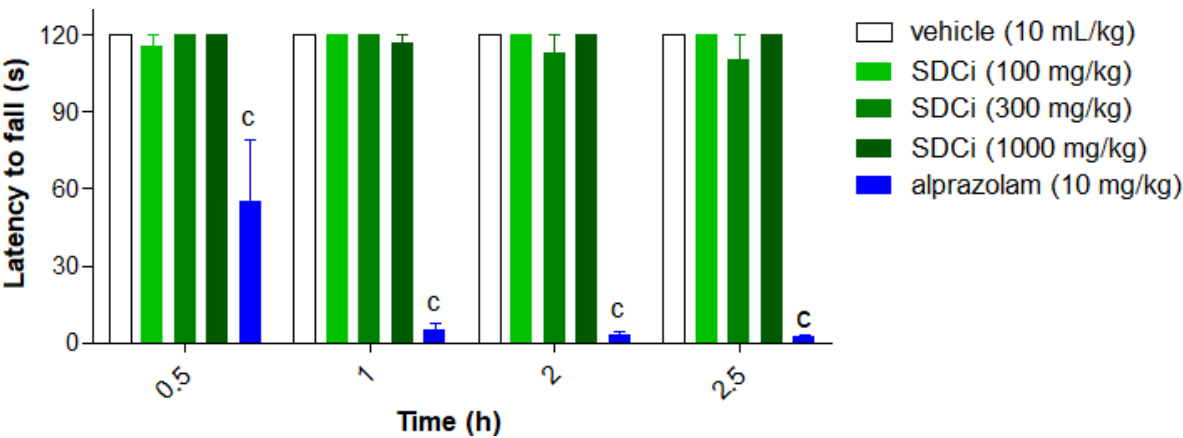 Latency to fall (s)
120
90
60
30
0
c
c
c
c
0.5
1
2
2.5
Time (h)
vehicle (10 mL/kg)
SDCi (100 mg/kg)
SDCi (300 mg/kg)
SDCi (1000 mg/kg)
alprazolam (10 mg/kg)